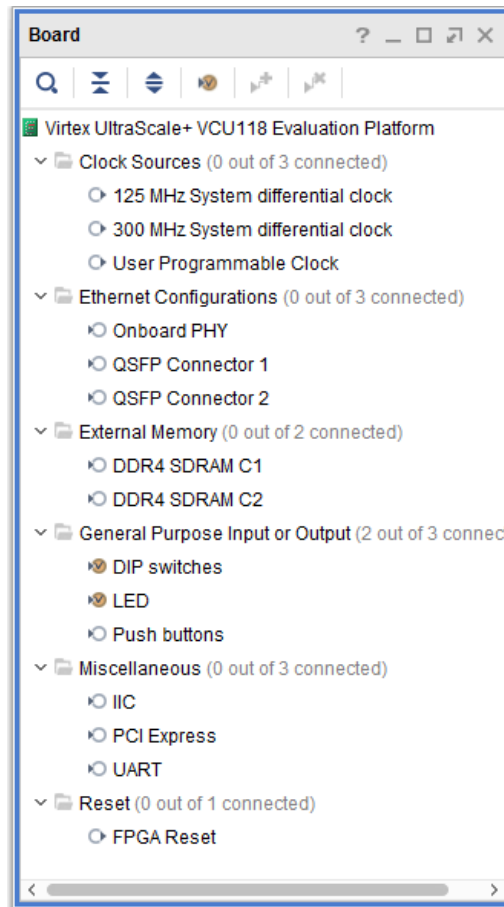 Board
Virtex UltraScale+ VCU118 Evaluation Platform
Clock Sources (0 out of 3 connected)
125 MHz System differential clock
300 MHz System differential clock
User Programmable Clock
Ethernet Configurations (0 out of 3 connected)
Onboard PHY
QSFP Connector 1
QSFP Connector 2
External Memory (0 out of 2 connected)
DDR4 SDRAM C1
DDR4 SDRAM C2
General Purpose Input or Output (2 out of 3 connec
DIP switches
LED
Push buttons
Miscellaneous (0 out of 3 connected)
IIC
PCI Express
UART
Reset (0 out of 1 connected)
FPGA Reset